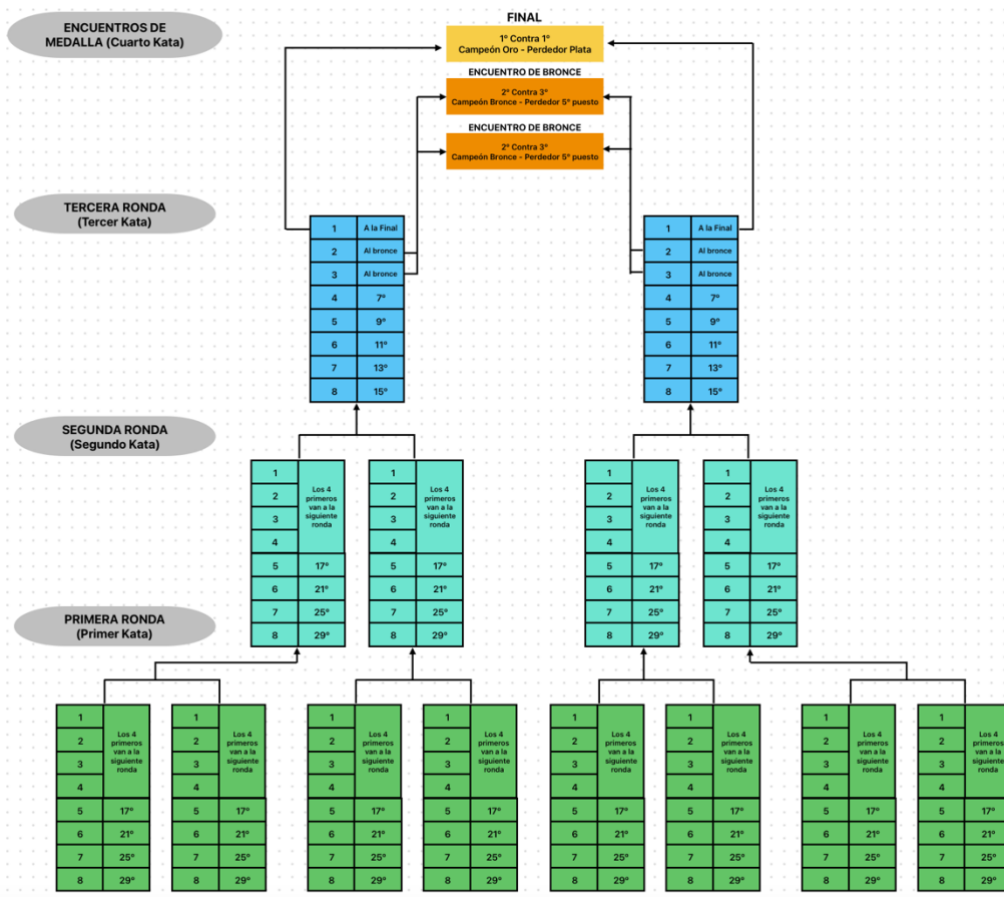 FINAL
ENCUENTROS DE
MEDALLA (Cuarto Kata)
1º Contra 1º
Campeón Oro - Perdedor Plata
ENCUENTRO DE BRONCE
2º Contra 3º
Campeón Bronce - Perdedor 5º puesto
ENCUENTRO DE BRONCE
2º Contra 3º
Campeón Bronce - Perdedor 5º puesto
TERCERA RONDA
(Tercer Kata)
1 A la Final 1 A la Final
2 Al bronce 2 Al bronce
3 Al bronce 3 Al bronce
4 7º 4 7º
5 9º 5 9º
6 11º 6 11º
7 13º 7 13º
8 15º 8 15º
SEGUNDA RONDA
(Segundo Kata)
1 1 1 1
2 2 2 2
3 3 3 3
4 4 4 4
Los 4 Los 4 Los 4 Los 4
primeros primeros primeros primeros
van a la van a la van a la van a la
siguiente siguiente siguiente siguiente
ronda ronda ronda ronda
5 17º 5 17º 5 17º 5 17º
6 21º 6 21º 6 21º 6 21º
7 25º 7 25º 7 25º 7 25º
8 29º 8 29º 8 29º 8 29º
PRIMERA RONDA
(Primer Kata)
1 1 1 1 1 1 1 1
2 2 2 2 2 2 2 2
3 3 3 3 3 3 3 3
4 4 4 4 4 4 4 4
Los 4 Los 4 Los 4 Los 4 Los 4 Los 4 Los 4 Los 4
primeros primeros primeros primeros primeros primeros primeros primeros
van a la van a la van a la van a la van a la van a la van a la van a la
siguiente siguiente siguiente siguiente siguiente siguiente siguiente siguiente
ronda ronda ronda ronda ronda ronda ronda ronda
5 17º 5 17º 5 17º 5 17º 5 17º 5 17º 5 17º 5 17º
6 21º 6 21º 6 21º 6 21º 6 21º 6 21º 6 21º 6 21º
7 25º 7 25º 7 25º 7 25º 7 25º 7 25º 7 25º 7 25º
8 29º 8 29º 8 29º 8 29º 8 29º 8 29º 8 29º 8 29º